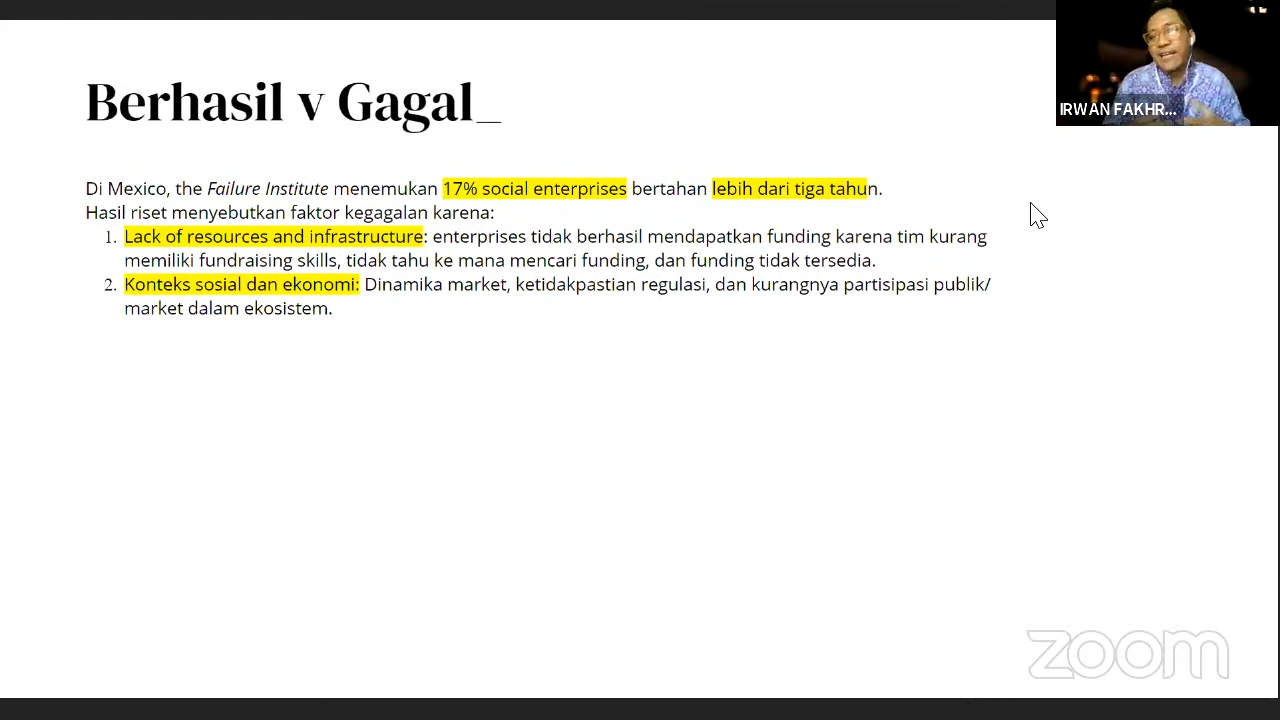 Berhasil v Gagal_
IRWAN FAKHR...
Di Mexico, the Failure Institute menemukan 17% social enterprises bertahan lebih dari tiga tahun.
Hasil riset menyebutkan faktor kegagalan karena:
1. Lack of resources and infrastructure: enterprises tidak berhasil mendapatkan funding karena tim kurang
memiliki fundraising skills, tidak tahu ke mana mencari funding, dan funding tidak tersedia.
2. Konteks sosial dan ekonomi: Dinamika market, ketidakpastian regulasi, dan kurangnya partisipasi publik/
market dalam ekosistem.
zoom